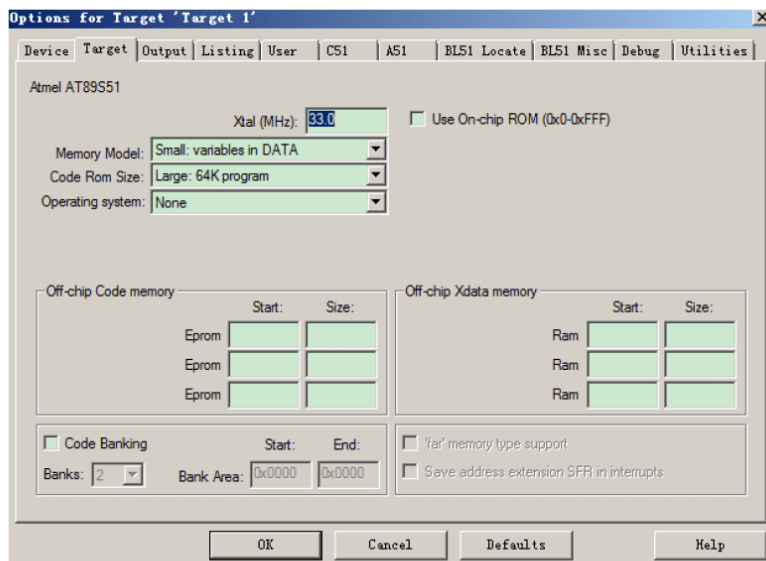 Options for Target 'Target 1'
Device Target Output Listing User C51 A51 BL51 Locate BL51 Misc Debug Utilities
Atmel AT89S51
Xtal (MHz): 33.0 Use On-chip ROM (0x0-0xFFF)
Memory Model: Small: variables in DATA
Code Rom Size: Large: 64K program
Operating system: None
Off-chip Code memory Off-chip Xdata memory
Start: Size: Start: Size:
Eprom Ram
Eprom Ram
Eprom Ram
Code Banking Start: End: 'far' memory type support
Banks: 2 Bank Area: 0x0000 0x0000 Save address extension SFR in interrupts
OK Cancel Defaults Help